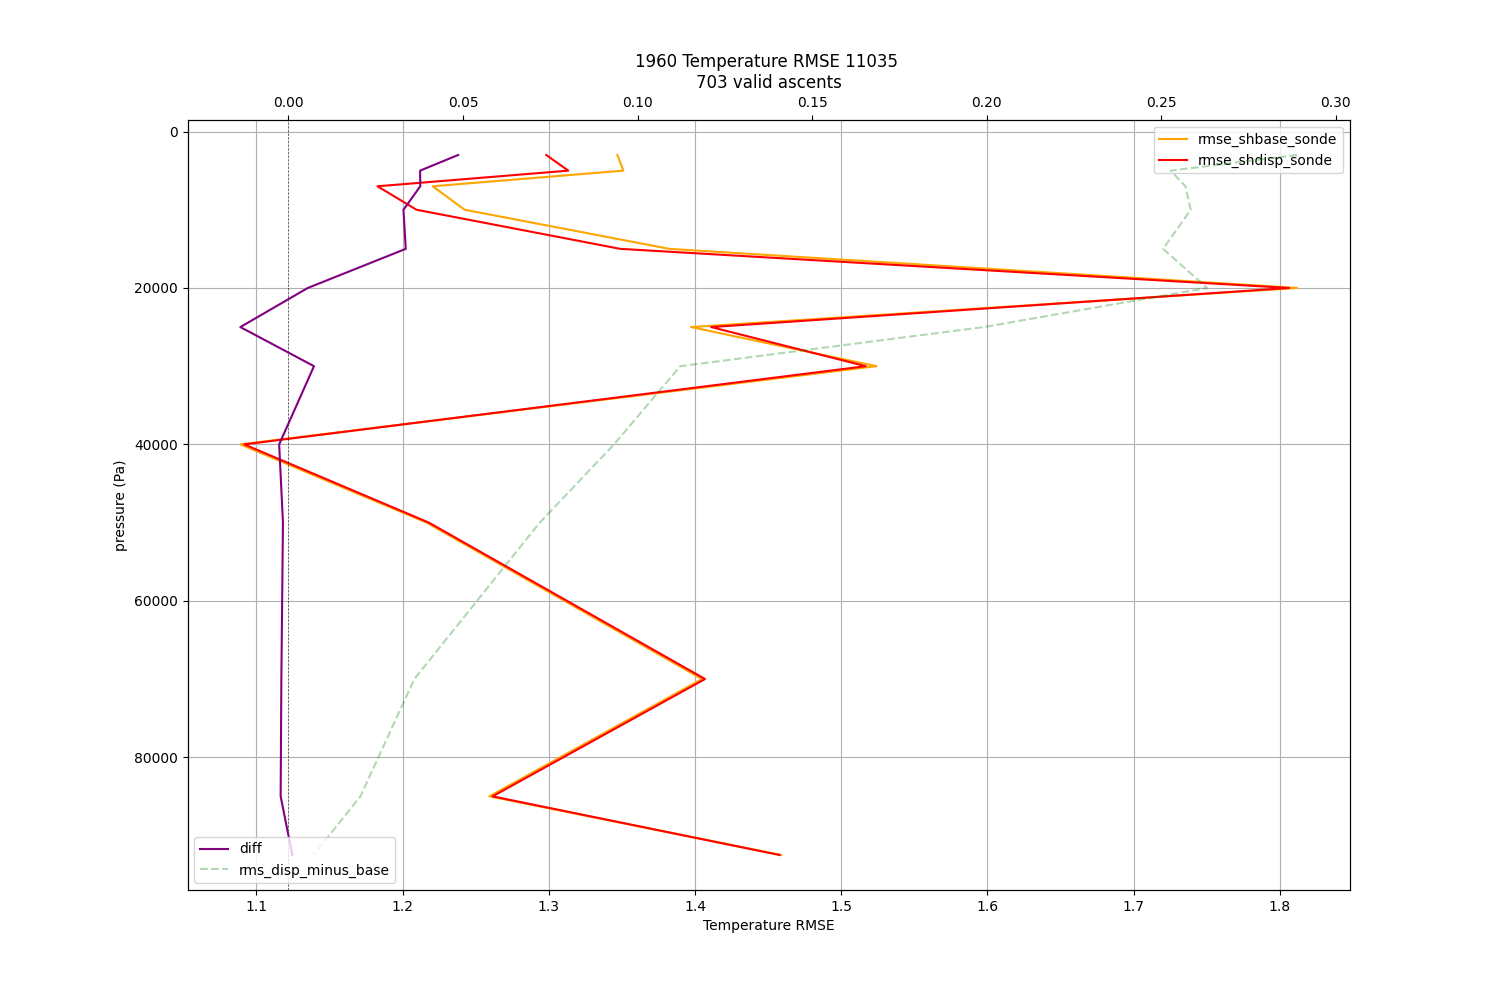 1960 Temperature RMSE 11035
703 valid ascents
0.00 0.05 0.10 0.15 0.20 0.25 0.30
rmse_shbase_sonde
rmse_shdisp_sonde
0
20000
40000
60000
80000
pressure (Pa)
diff
rms_disp_minus_base
1.1 1.2 1.3 1.4 1.5 1.6 1.7 1.8
Temperature RMSE